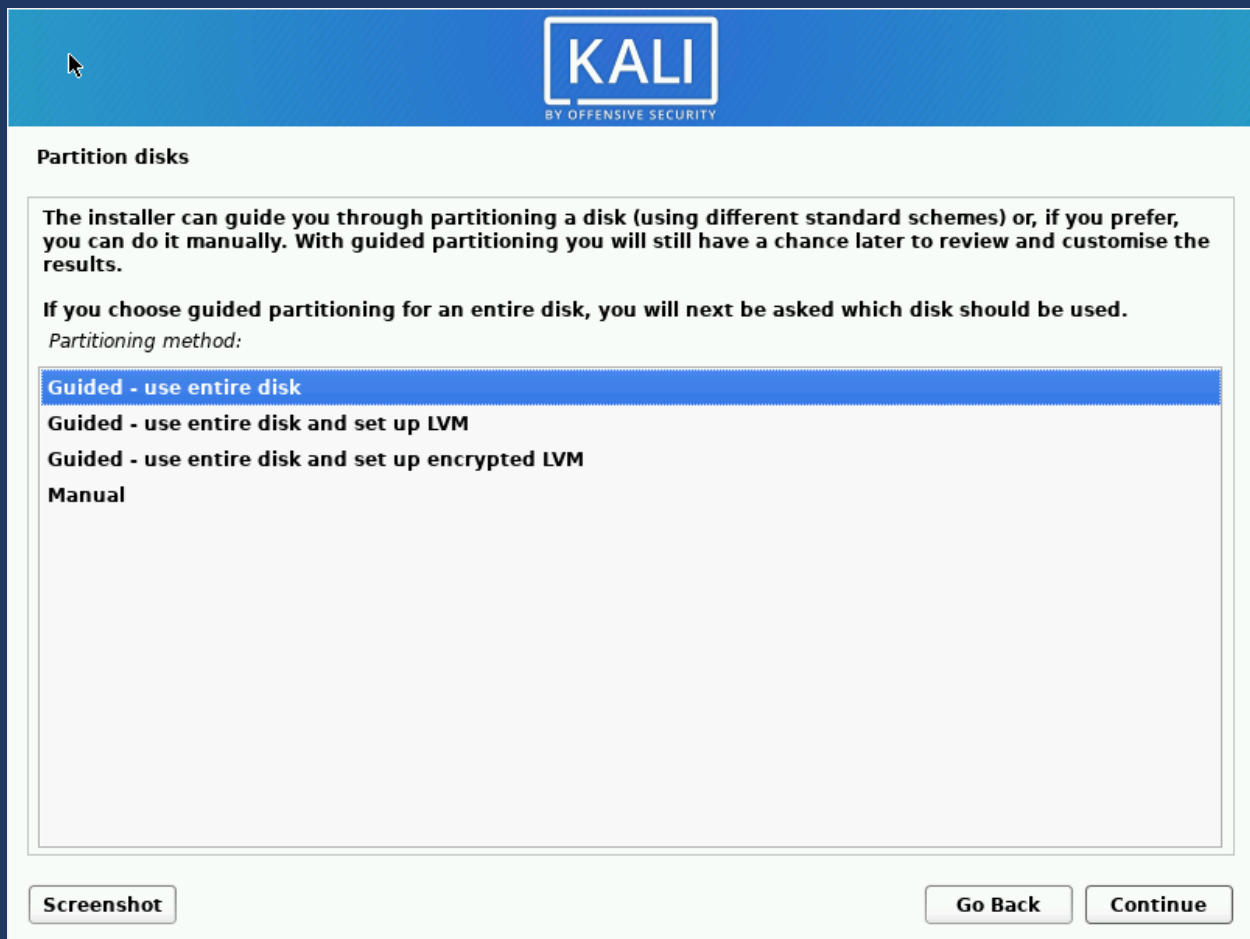 KALI
BY OFFENSIVE SECURITY
Partition disks
The installer can guide you through partitioning a disk (using different standard schemes) or, if you prefer,
you can do it manually. With guided partitioning you will still have a chance later to review and customise the
results.
If you choose guided partitioning for an entire disk, you will next be asked which disk should be used.
Partitioning method:
Guided - use entire disk
Guided - use entire disk and set up LVM
Guided - use entire disk and set up encrypted LVM
Manual
Screenshot
Go Back
Continue